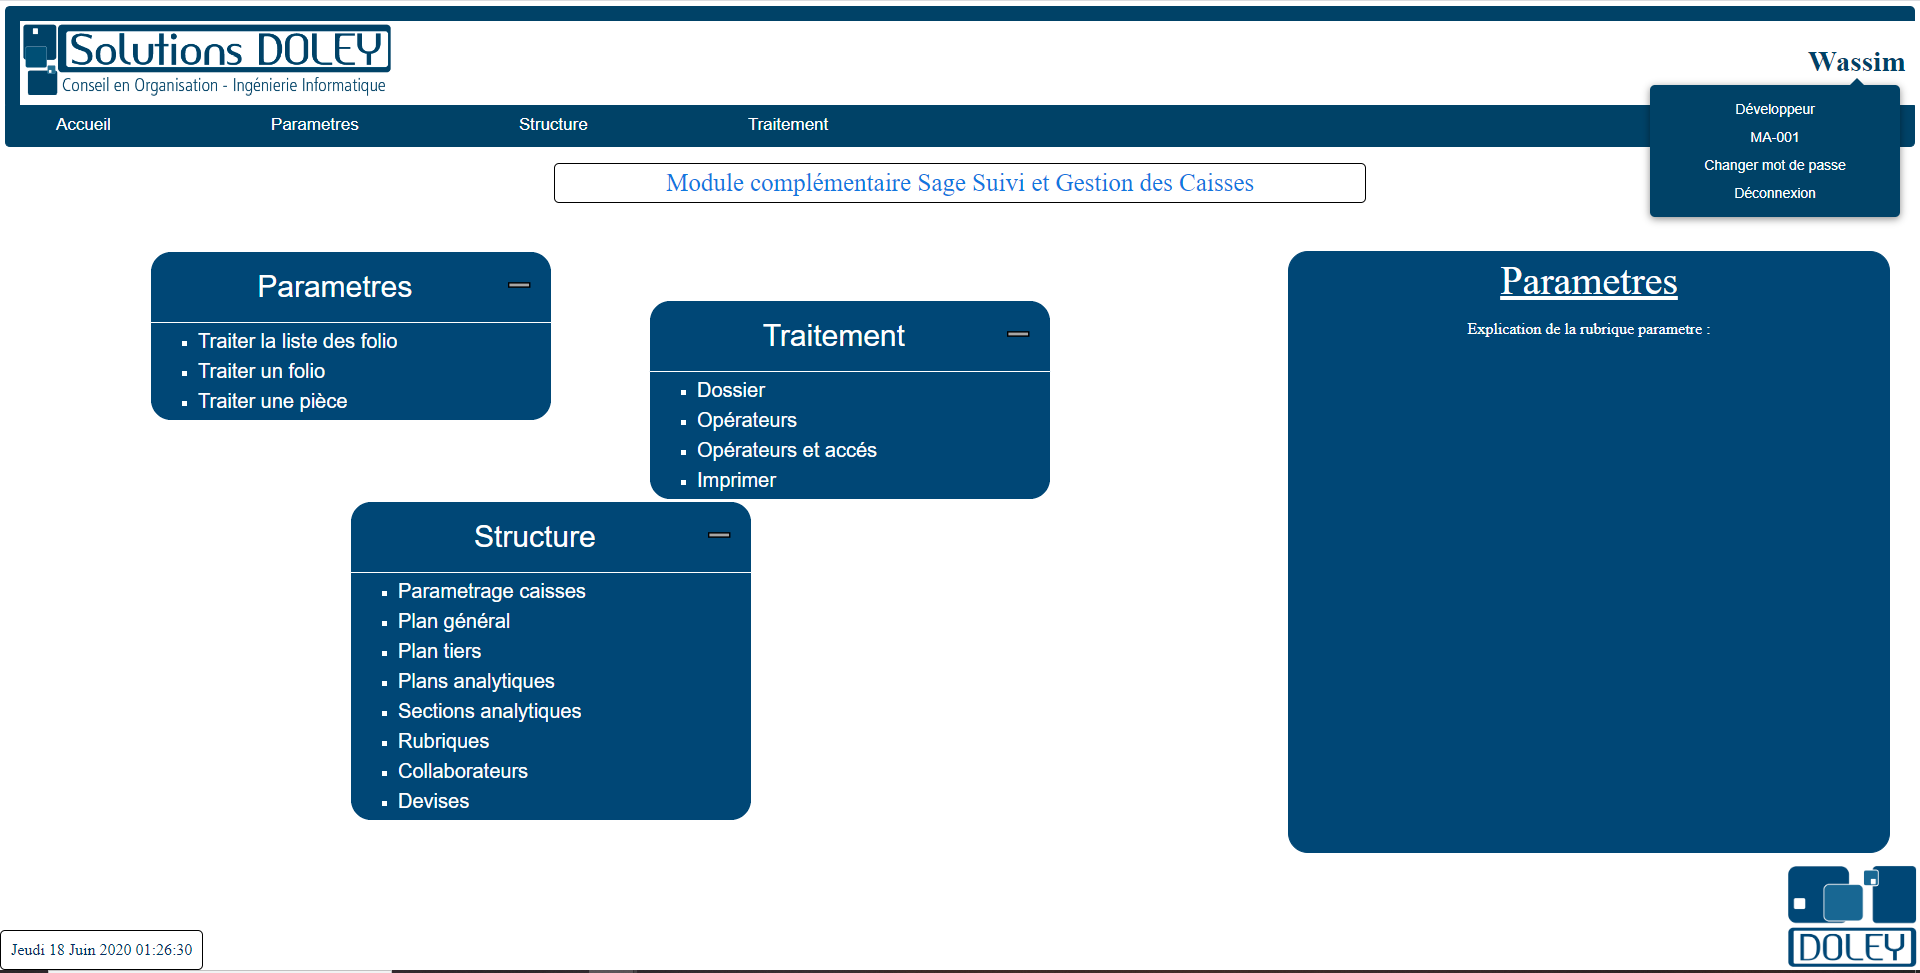 Solutions DOLEY
Conseil en Organisation - Ingénierie Informatique
Wassim
Accueil
Parametres
Structure
Traitement
Développeur
MA-001
Changer mot de passe
Déconnexion
Module complémentaire Sage Suivi et Gestion des Caisses
Parametres
Traiter la liste des folio
Traiter un folio
Traiter une pièce
Traitement
Dossier
Opérateurs
Opérateurs et accés
Imprimer
Structure
Parametrage caisses
Plan général
Plan tiers
Plans analytiques
Sections analytiques
Rubriques
Collaborateurs
Devises
Parametres
Explication de la rubrique parametre :
DOLEY
Jeudi 18 Juin 2020 01:26:30